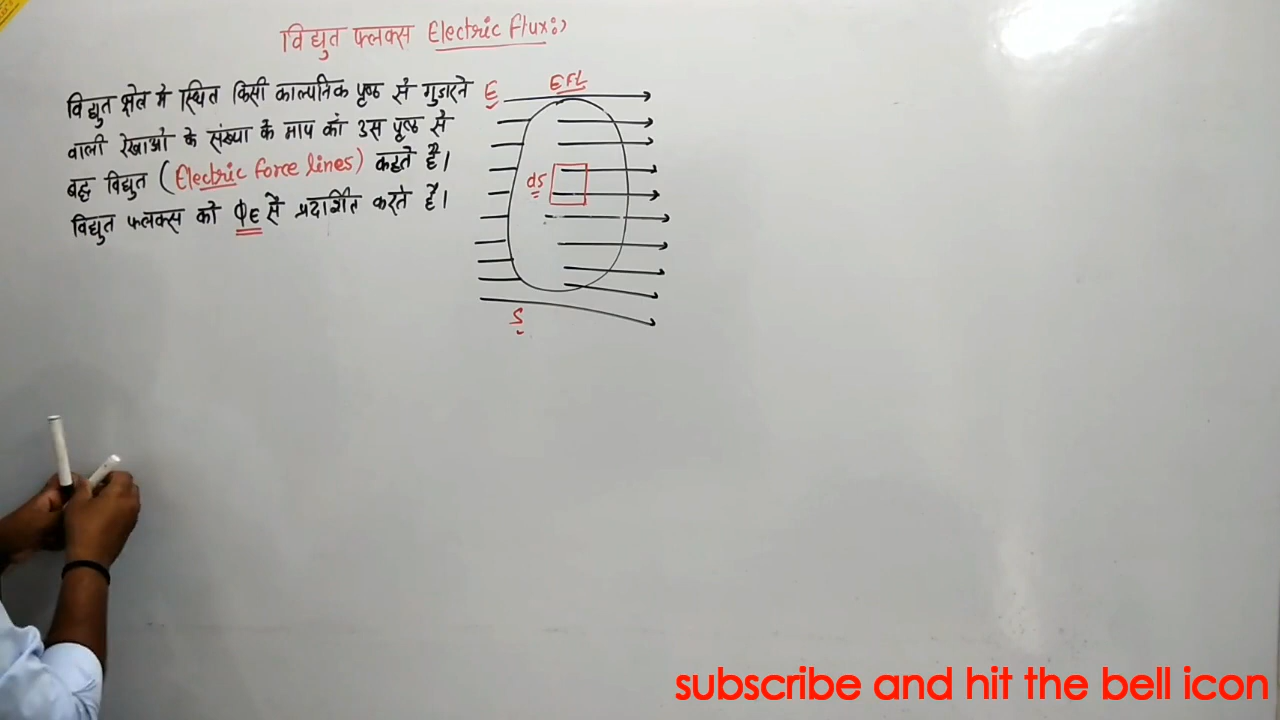 विद्युत फ्लक्स Electric flux:→
विद्युत क्षेत्र में स्थित किसी काल्पनिक पृष्ठ से गुजरने
वाली रेखाओं के संख्या के माप को उस पृष्ठ से
बद्ध विद्युत (Electric force lines) कहते हैं।
विद्युत फ्लक्स को ϕE से प्रदर्शित करते हैं।
E
EFL
ds
S
subscribe and hit the bell icon